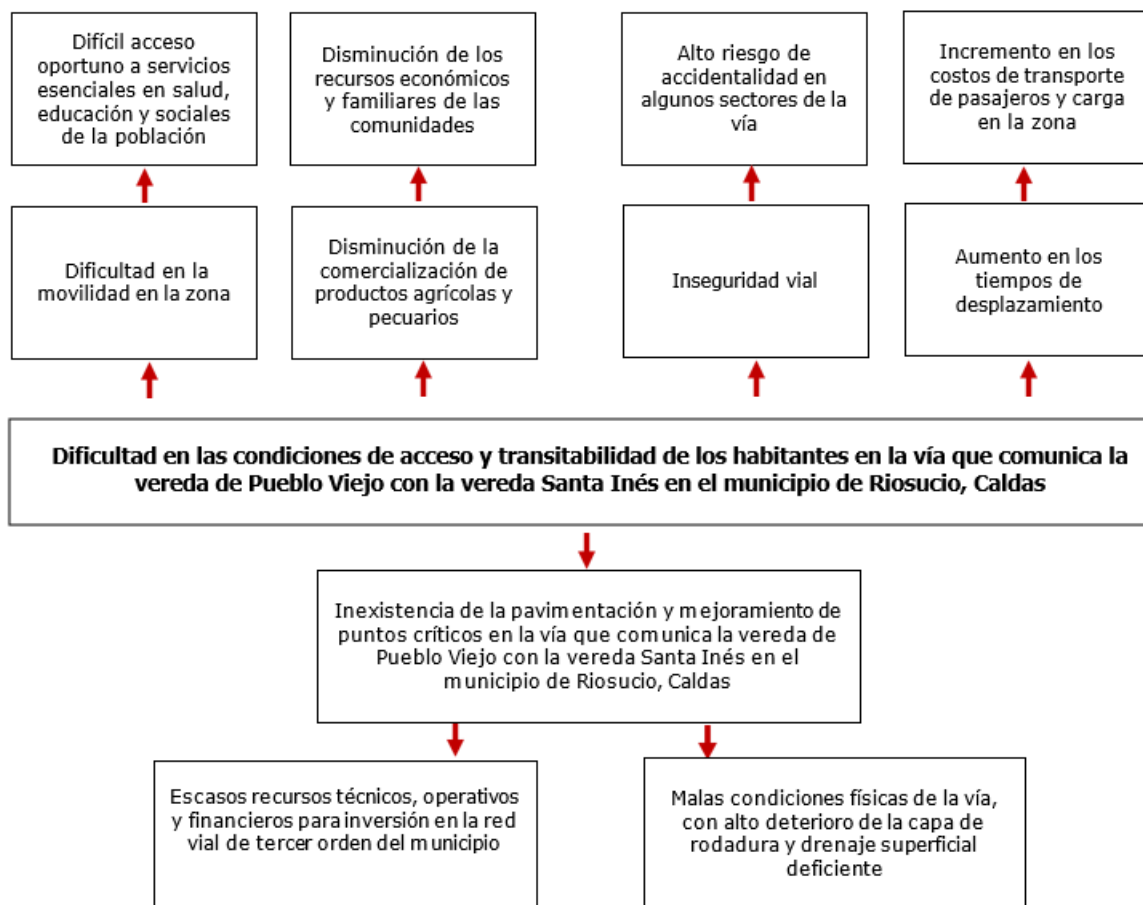 Difícil acceso
oportuno a servicios
esenciales en salud,
educación y sociales
de la población
Disminución de los
recursos económicos
y familiares de las
comunidades
Alto riesgo de
accidentalidad en
algunos sectores de la
vía
Incremento en los
costos de transporte
de pasajeros y carga
en la zona
Dificultad en la
movilidad en la zona
Disminución de la
comercialización de
productos agrícolas y
pecuarios
Inseguridad vial
Aumento en los
tiempos de
desplazamiento
Dificultad en las condiciones de acceso y transitabilidad de los habitantes en la vía que comunica la
vereda de Pueblo Viejo con la vereda Santa Inés en el municipio de Riosucio, Caldas
Inexistencia de la pavimentación y mejoramiento de
puntos críticos en la vía que comunica la vereda de
Pueblo Viejo con la vereda Santa Inés en el
municipio de Riosucio, Caldas
Escasos recursos técnicos, operativos
y financieros para inversión en la red
vial de tercer orden del municipio
Malas condiciones físicas de la vía,
con alto deterioro de la capa de
rodadura y drenaje superficial
deficiente